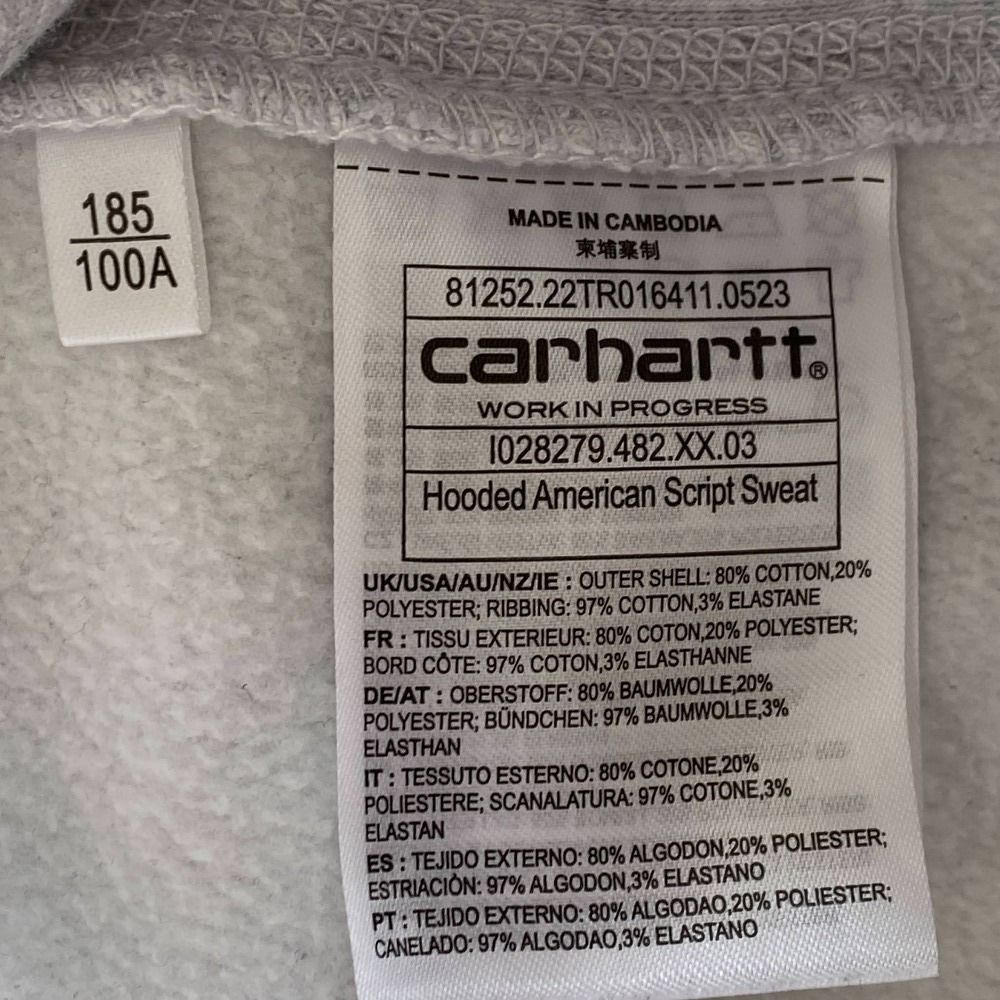 185
100A
MADE IN CAMBODIA
柬埔寨制
81252.22TR016411.0523
carhartt®
WORK IN PROGRESS
I028279.482.XX.03
Hooded American Script Sweat
UK/USA/AU/NZ/IE : OUTER SHELL: 80% COTTON,20%
POLYESTER; RIBBING: 97% COTTON,3% ELASTANE
FR : TISSU EXTERIEUR: 80% COTON,20% POLYESTER;
BORD CÔTE: 97% COTON,3% ELASTHANNE
DE/AT : OBERSTOFF: 80% BAUMWOLLE,20%
POLYESTER; BÜNDCHEN: 97% BAUMWOLLE,3%
ELASTHAN
IT : TESSUTO ESTERNO: 80% COTONE,20%
POLIESTERE; SCANALATURA: 97% COTONE,3%
ELASTAN
ES : TEJIDO EXTERNO: 80% ALGODON,20% POLIESTER;
ESTRIACIÓN: 97% ALGODON,3% ELASTANO
PT : TEJIDO EXTERNO: 80% ALGODAO,20% POLIESTER;
CANELADO: 97% ALGODAO,3% ELASTANO